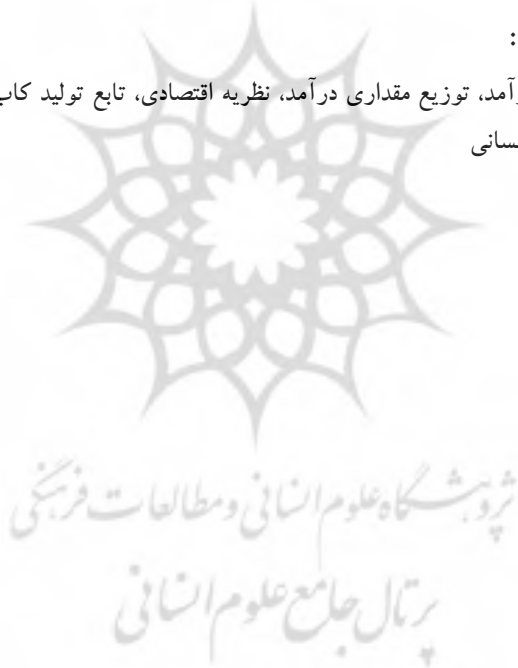 :
توزیع مقداری درآمد، نظریه اقتصادی، تابع تولید
پژوهشگاه علوم انسانی و مطالعات فرهنگی
پرتال جامع علوم انسانی